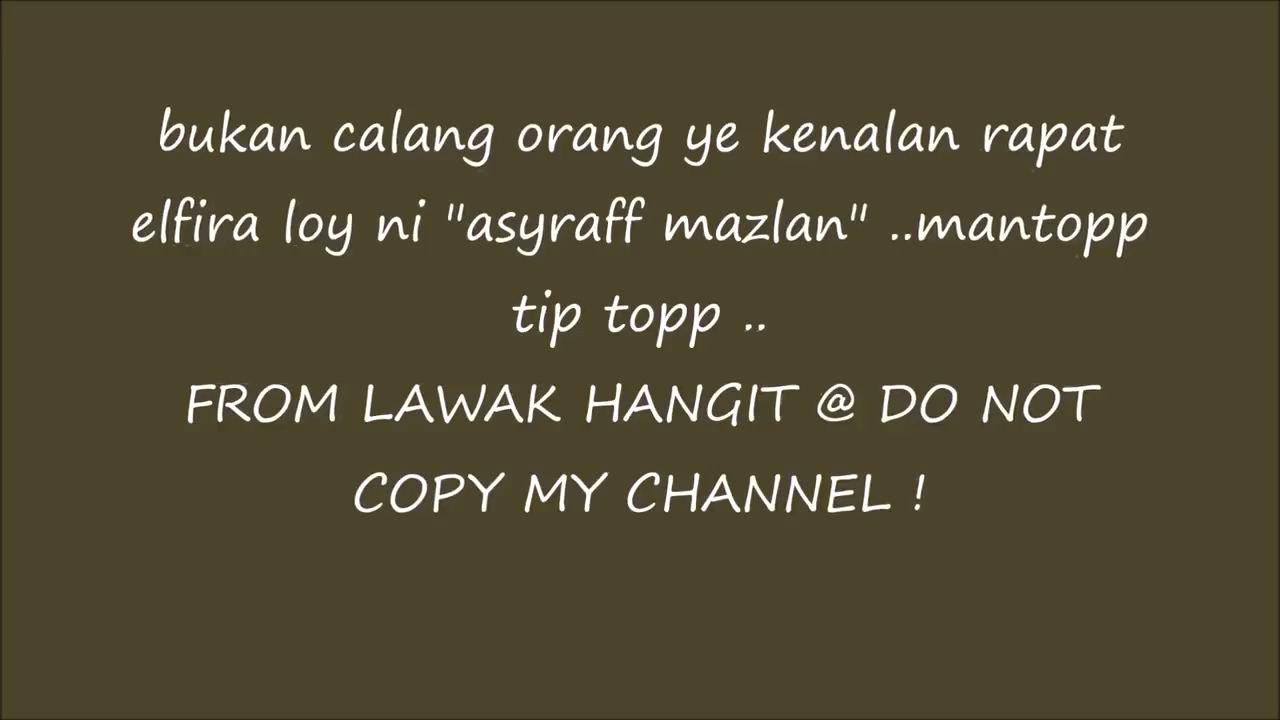 bukan calang orang ye kenalan rapat
elfira loy ni "asyraff mazlan" ..mantopp
tip topp ..
FROM LAWAK HANGIT @ DO NOT
COPY MY CHANNEL !